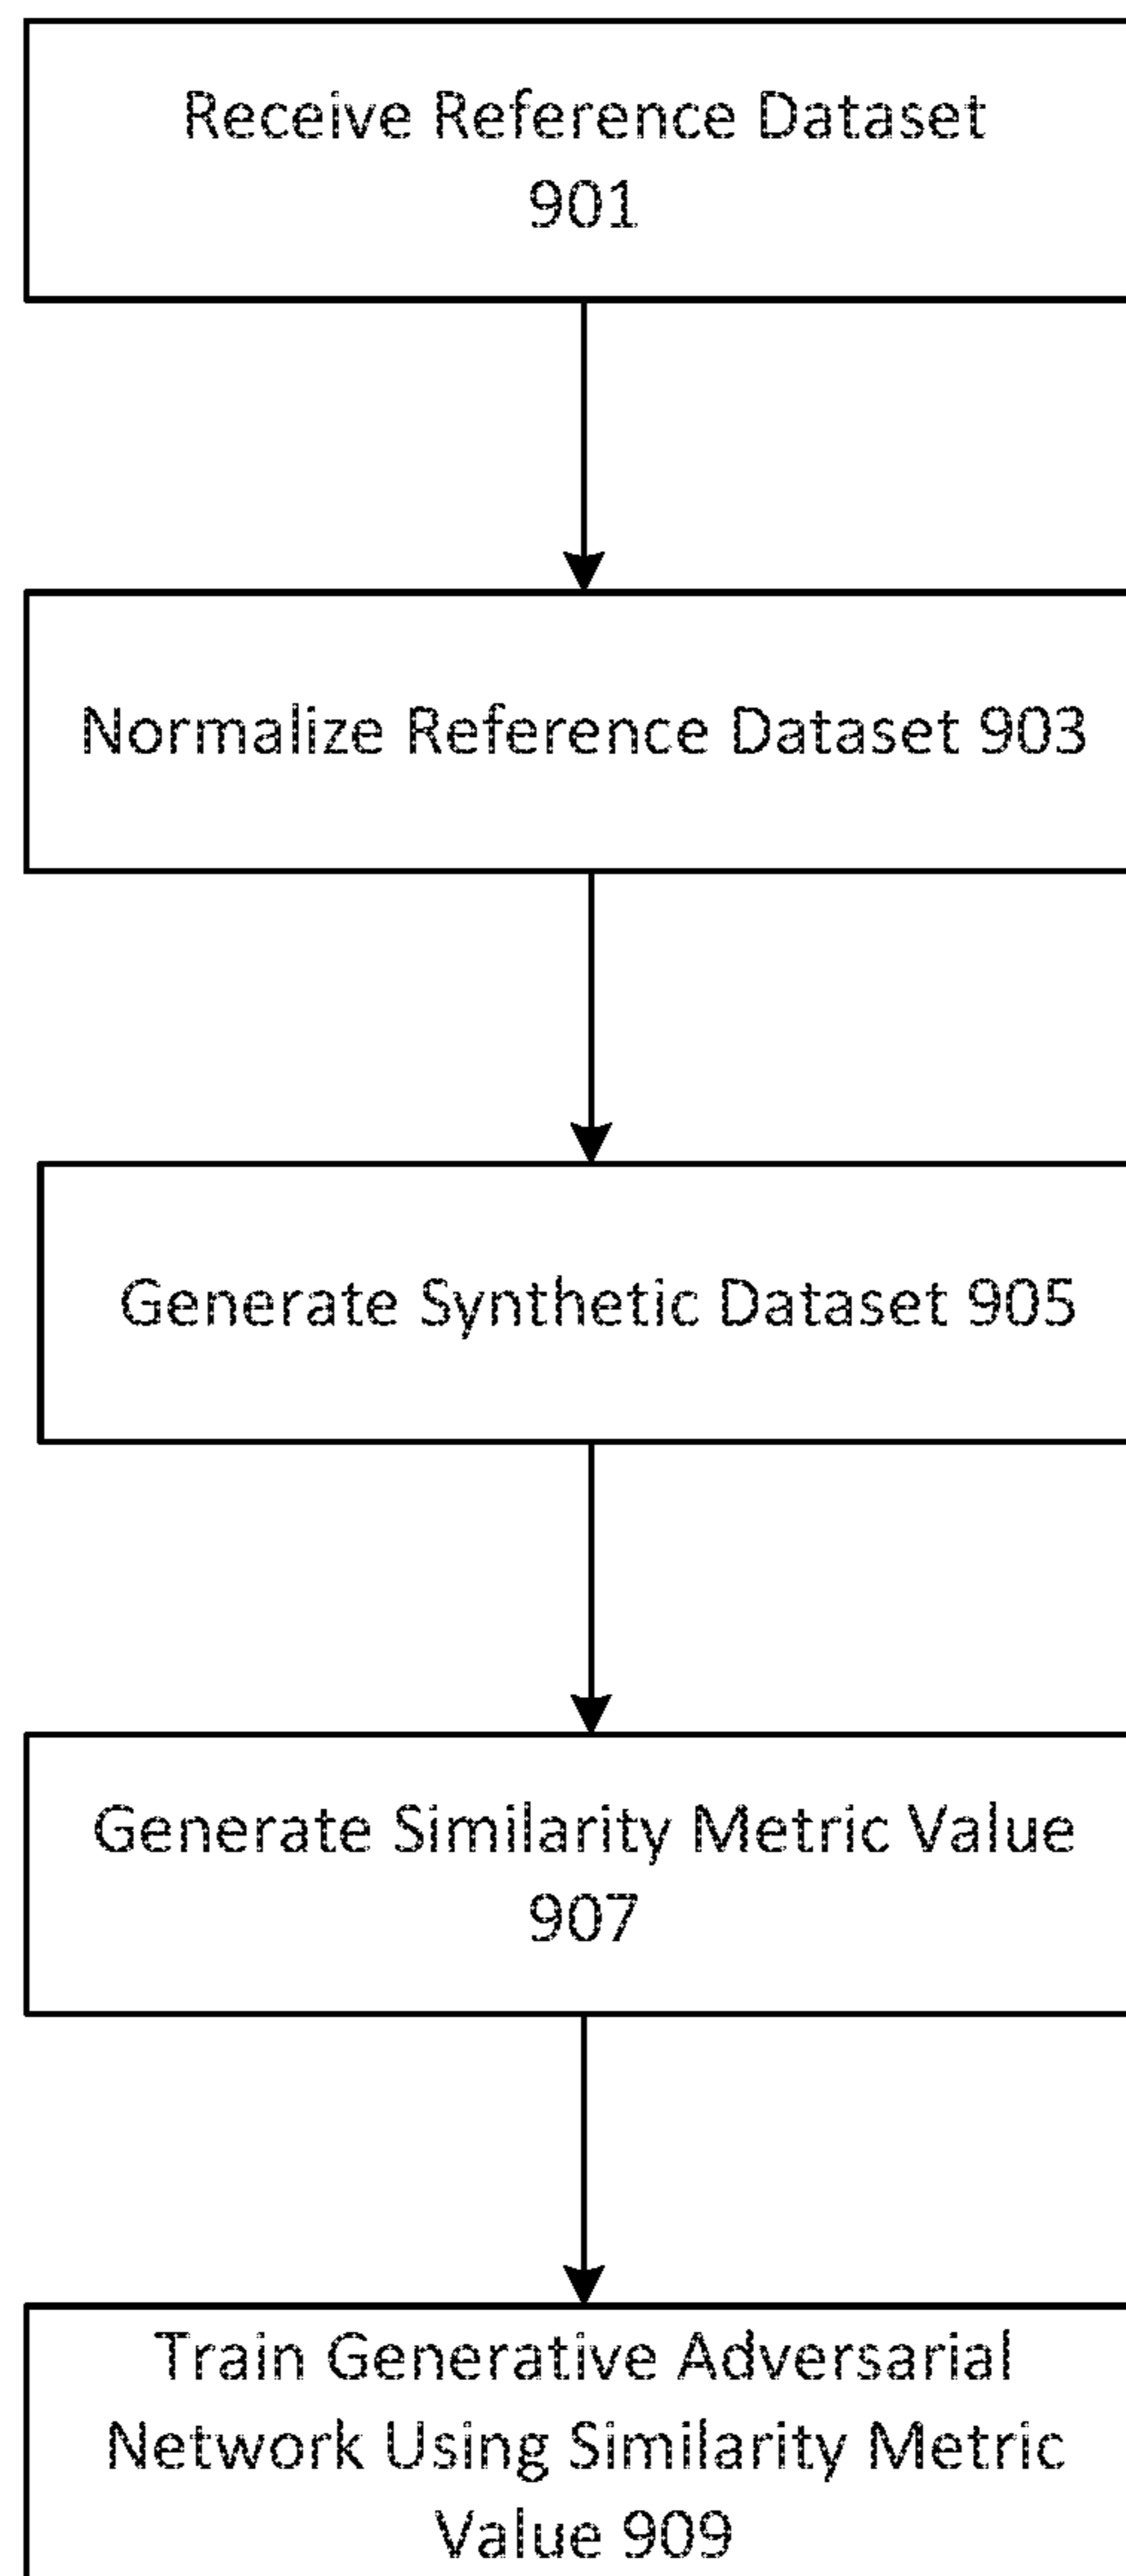 Receive Reference Dataset
901
Normalize Reference Dataset 903
Generate Synthetic Dataset 905
Generate Similarity Metric Value
907
Train Generative Adversarial
Network Using Similarity Metric
Value 909